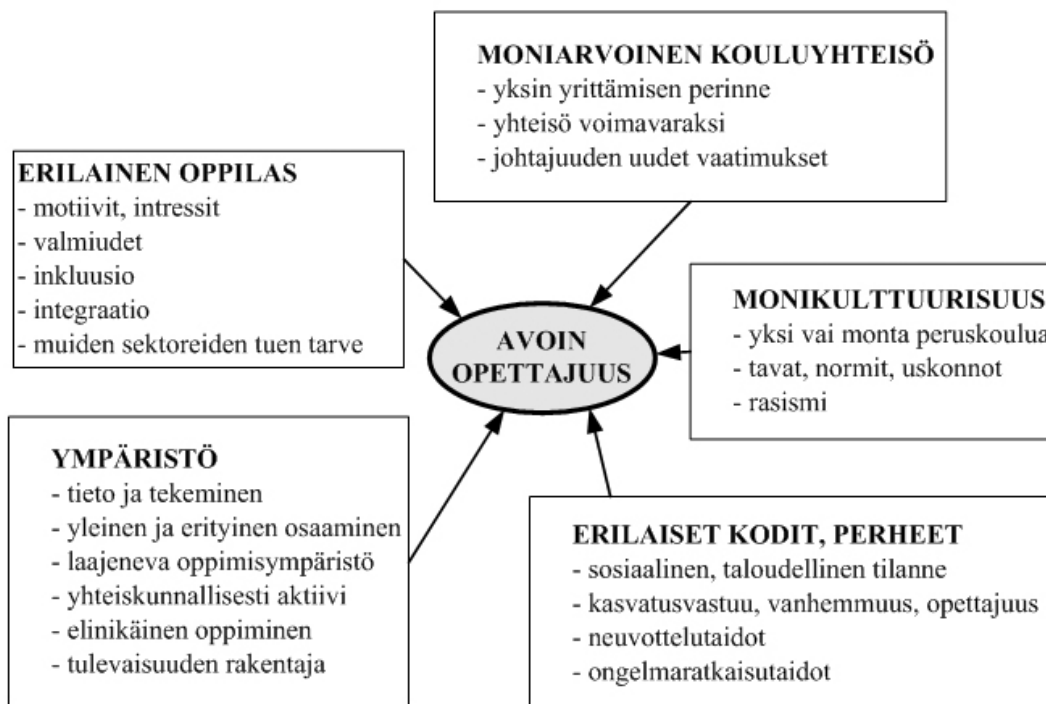 MONIARVOINEN KOULUYHTEISÖ
- yksin yrittämisen perinne
- yhteisö voimavaraksi
- johtajuuden uudet vaatimukset
ERILAINEN OPPILAS
- motiivit, intressit
- valmiudet
- inkluusio
- integraatio
- muiden sektoreiden tuen tarve
AVOIN
OPETTAJUUS
MONIKULTTUURISUUS
- yksi vai monta peruskoulua
- tavat, normit, uskonnot
- rasismi
YMPÄRISTÖ
- tieto ja tekeminen
- yleinen ja erityinen osaaminen
- laajeneva oppimisympäristö
- yhteiskunnallisesti aktiivi
- elinikäinen oppiminen
- tulevaisuuden rakentaja
ERILAISET KODIT, PERHEET
- sosiaalinen, taloudellinen tilanne
- kasvatusvastuu, vanhemmuus, opettajuus
- neuvottelutaidot
- ongelmaratkaisutaidot